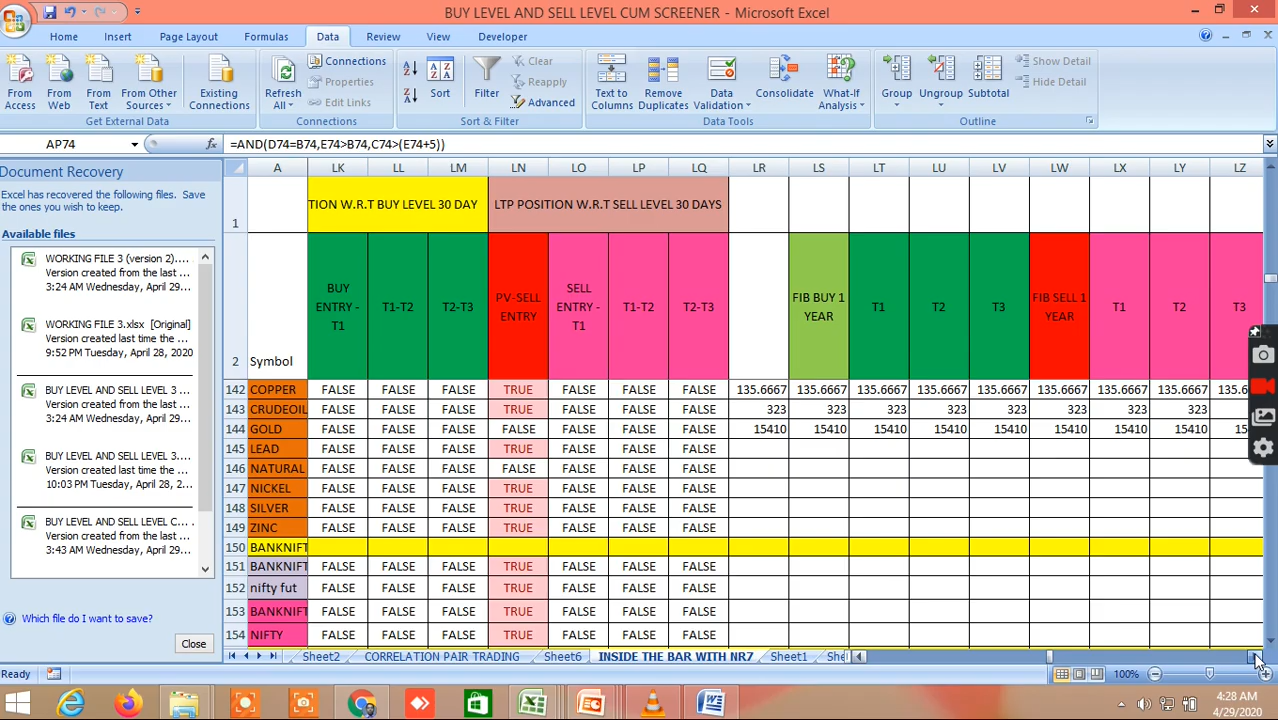 BUY LEVEL AND SELL LEVEL CUM SCREENER - Microsoft Excel
Home Insert Page Layout Formulas Data Review View Developer
From Access
From Web
From Text
From Other Sources
Existing Connections
Get External Data
Refresh All
Connections
Properties
Edit Links
Connections
Sort
Filter
Clear
Reapply
Advanced
Sort & Filter
Text to Columns
Remove Duplicates
Data Validation
Consolidate
What-If Analysis
Data Tools
Group
Ungroup
Subtotal
Show Detail
Hide Detail
Outline
AP74 fx =AND(D74=B74,E74>B74,C74>(E74+5))
Document Recovery
Excel has recovered the following files. Save
the ones you wish to keep.
Available files
WORKING FILE 3 (version 2)....
Version created from the last ...
3:24 AM Wednesday, April 29...
WORKING FILE 3.xlsx [Original]
Version created from the last ...
9:52 PM Tuesday, April 28, 2020
BUY LEVEL AND SELL LEVEL 3 ...
Version created from the last ...
3:24 AM Wednesday, April 29...
BUY LEVEL AND SELL LEVEL 3....
Version created last time the ...
10:03 PM Tuesday, April 28, 2...
BUY LEVEL AND SELL LEVEL C...
Version created from the last ...
3:43 AM Wednesday, April 29...
Which file do I want to save?
Close
A LK LL LM LN LO LP LQ LR LS LT LU LV LW LX LY LZ
1 TION W.R.T BUY LEVEL 30 DAY LTP POSITION W.R.T SELL LEVEL 30 DAYS
2 Symbol BUY ENTRY - T1 T1-T2 T2-T3 PV-SELL ENTRY SELL ENTRY - T1 T1-T2 T2-T3 FIB BUY 1 YEAR T1 T2 T3 FIB SELL 1 YEAR T1 T2 T3
142 COPPER FALSE FALSE FALSE TRUE FALSE FALSE FALSE 135.6667 135.6667 135.6667 135.6667 135.6667 135.6667 135.6667 135.6667 135.6
143 CRUDEOIL FALSE FALSE FALSE TRUE FALSE FALSE FALSE 323 323 323 323 323 323 323 323
144 GOLD FALSE FALSE FALSE FALSE FALSE FALSE FALSE 15410 15410 15410 15410 15410 15410 15410 15410 15
145 LEAD FALSE FALSE FALSE TRUE FALSE FALSE FALSE
146 NATURAL FALSE FALSE FALSE FALSE FALSE FALSE FALSE
147 NICKEL FALSE FALSE FALSE TRUE FALSE FALSE FALSE
148 SILVER FALSE FALSE FALSE TRUE FALSE FALSE FALSE
149 ZINC FALSE FALSE FALSE TRUE FALSE FALSE FALSE
150 BANKNIFT
151 BANKNIFT FALSE FALSE FALSE TRUE FALSE FALSE FALSE
152 nifty fut FALSE FALSE FALSE TRUE FALSE FALSE FALSE
153 BANKNIFT FALSE FALSE FALSE TRUE FALSE FALSE FALSE
154 NIFTY FALSE FALSE FALSE TRUE FALSE FALSE FALSE
Sheet2 CORRELATION PAIR TRADING Sheet6 INSIDE THE BAR WITH NR7 Sheet1 She
Ready 100%
4:28 AM
4/29/2020